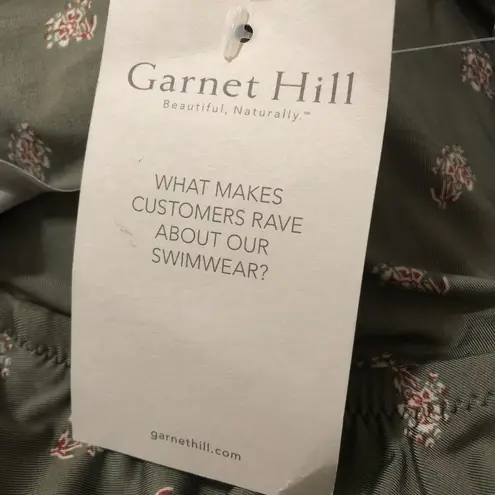 Garnet Hill
Beautiful, Naturally.™
WHAT MAKES
CUSTOMERS RAVE
ABOUT OUR
SWIMWEAR?
garnethill.com